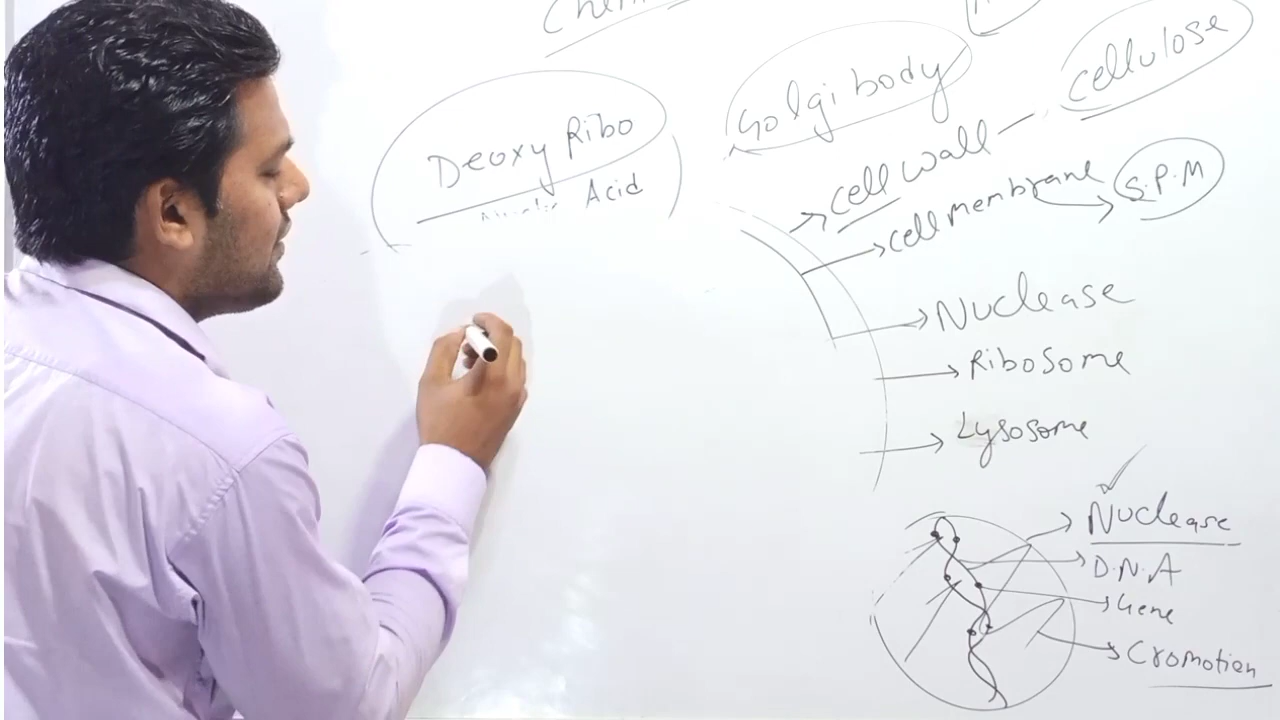 Deoxy Ribo
Acid
Golgi body
cellulose
cell wall
cell membrane
S.P.M
Nuclease
Ribosome
Lysosome
Nuclease
D.N.A
Gene
Cromotien